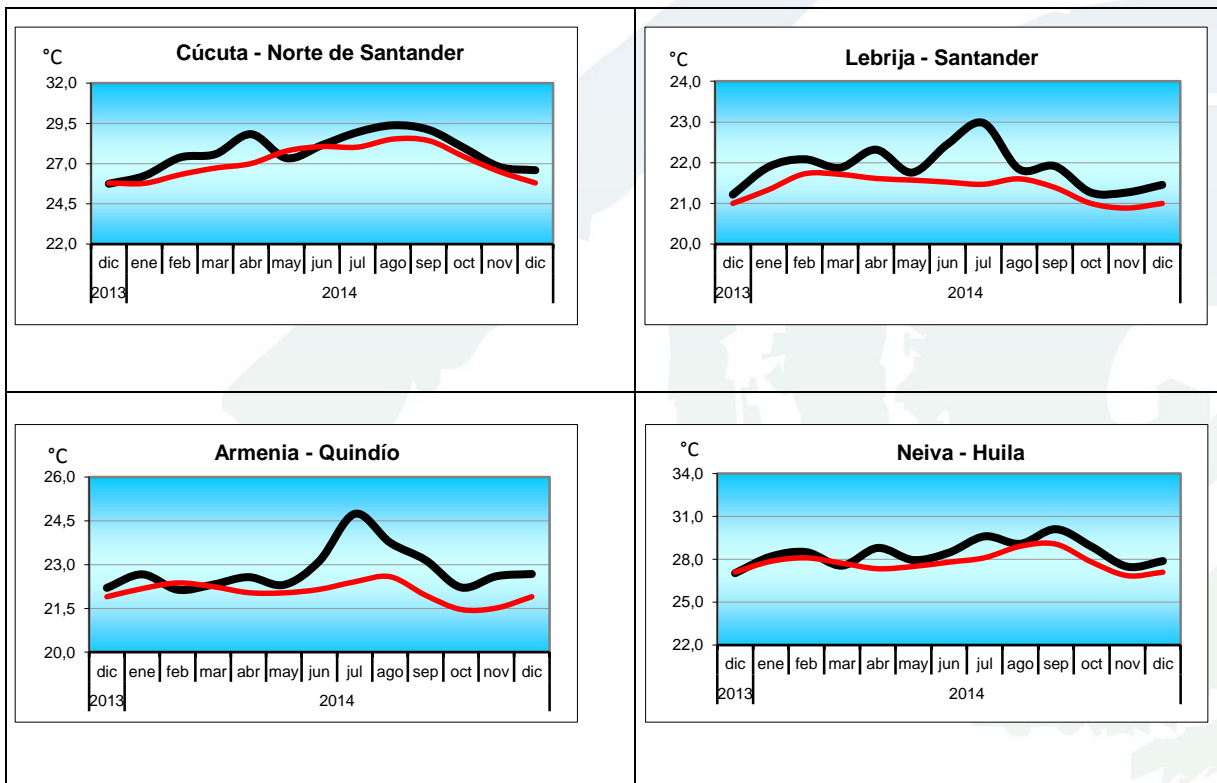 °C
Cúcuta - Norte de Santander
32,0
29,5
27,0
24,5
22,0
dic ene feb mar abr may jun jul ago sep oct nov dic
2013 2014
°C
Lebrija - Santander
24,0
23,0
22,0
21,0
20,0
dic ene feb mar abr may jun jul ago sep oct nov dic
2013 2014
°C
Armenia - Quindío
26,0
24,5
23,0
21,5
20,0
dic ene feb mar abr may jun jul ago sep oct nov dic
2013 2014
°C
Neiva - Huila
34,0
31,0
28,0
25,0
22,0
dic ene feb mar abr may jun jul ago sep oct nov dic
2013 2014